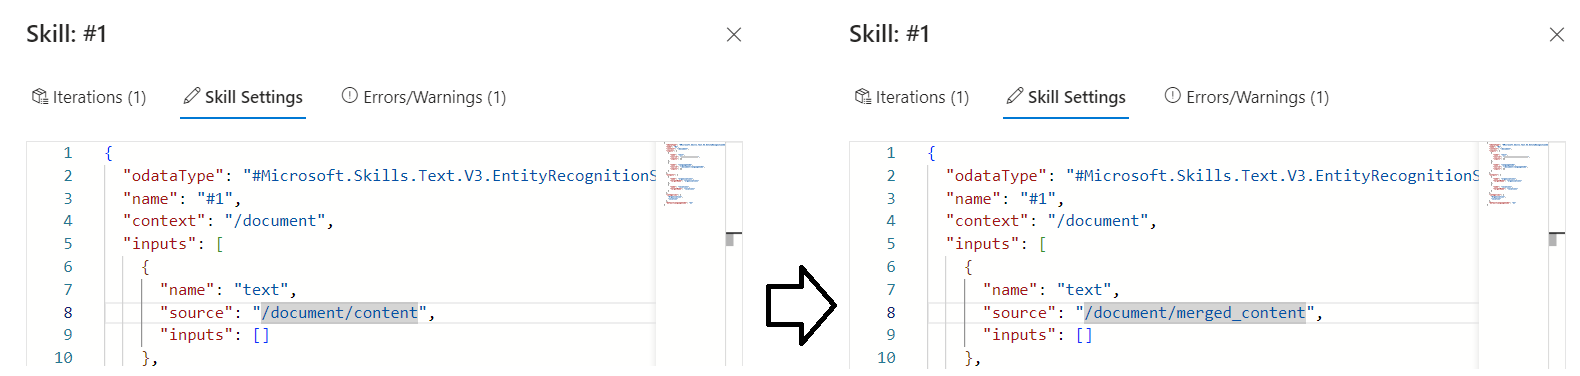 Skill: #1
Iterations (1) Skill Settings Errors/Warnings (1)
1 {
2 "odataType": "#Microsoft.Skills.Text.V3.EntityRecognitionS
3 "name": "#1",
4 "context": "/document",
5 "inputs": [
6 {
7 "name": "text",
8 "source": "/document/content",
9 "inputs": []
10 },
Skill: #1
Iterations (1) Skill Settings Errors/Warnings (1)
1 {
2 "odataType": "#Microsoft.Skills.Text.V3.EntityRecognitionS
3 "name": "#1",
4 "context": "/document",
5 "inputs": [
6 {
7 "name": "text",
8 "source": "/document/merged_content",
9 "inputs": []
10 },